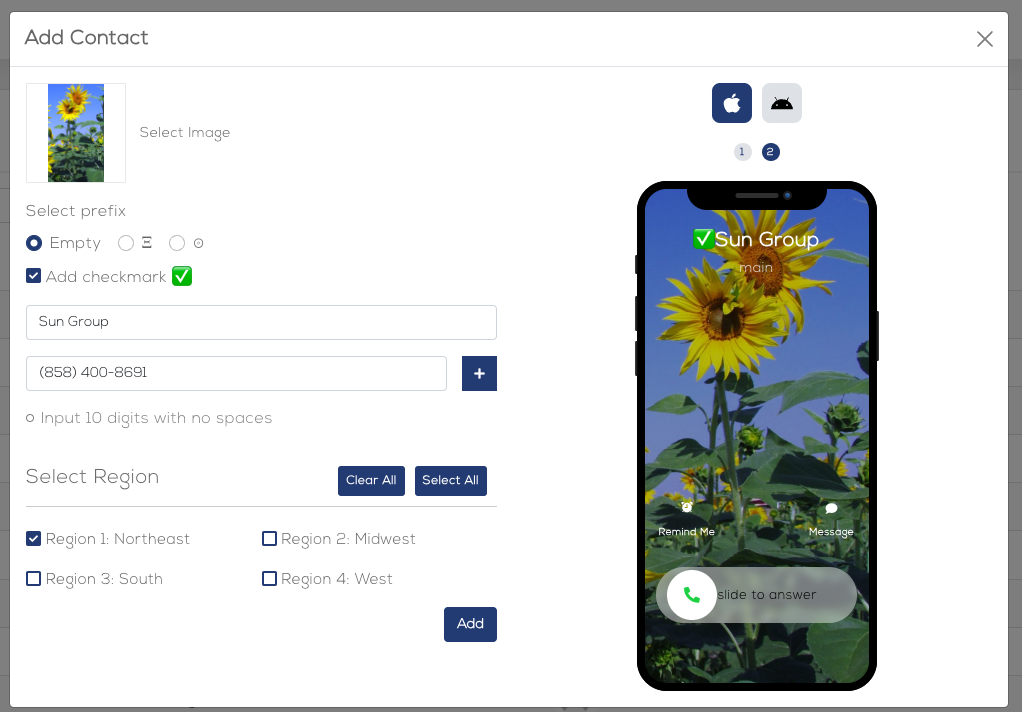 Add Contact
Select Image
1 2
Select prefix
Empty Ξ ⊙
Add checkmark ✅
Sun Group
(858) 400-8691
+
Input 10 digits with no spaces
Select Region
Clear All
Select All
Region 1: Northeast
Region 2: Midwest
Region 3: South
Region 4: West
Add
✅Sun Group
main
Remind Me
Message
slide to answer